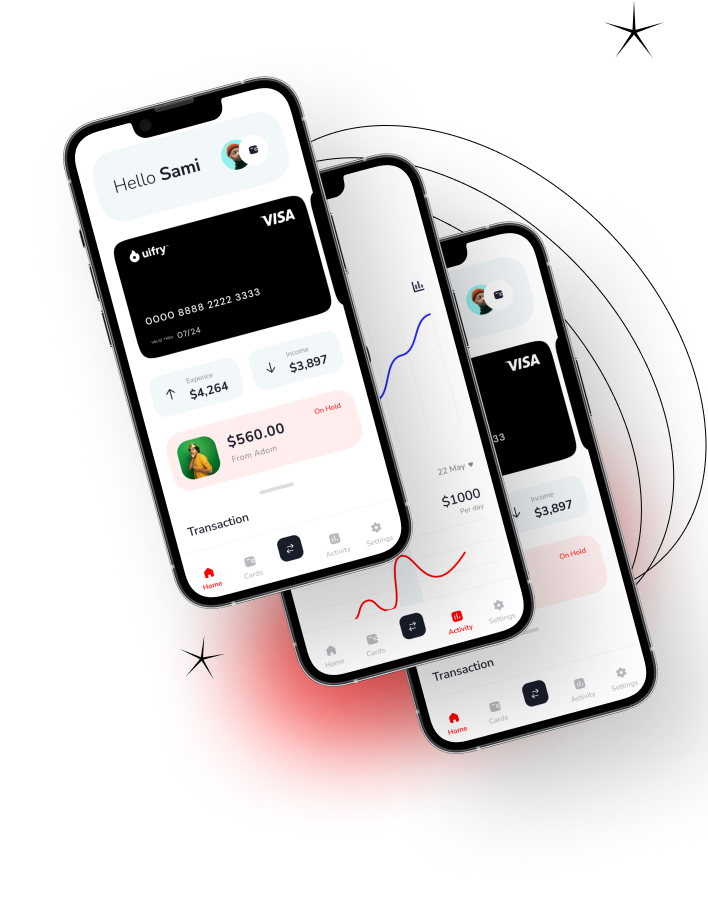 Hello Sami
uifry
VISA
0000 8888 2222 3333
VALID THRU 07/24
Expence
$4,264
Income
$3,897
$560.00
From Adom
On Hold
Transaction
Home
Cards
Activity
Settings
22 May
$1000
Per day
Home
Cards
Activity
Settings
VISA
33
Income
$3,897
On Hold
Transaction
Home
Cards
Activity
Settings